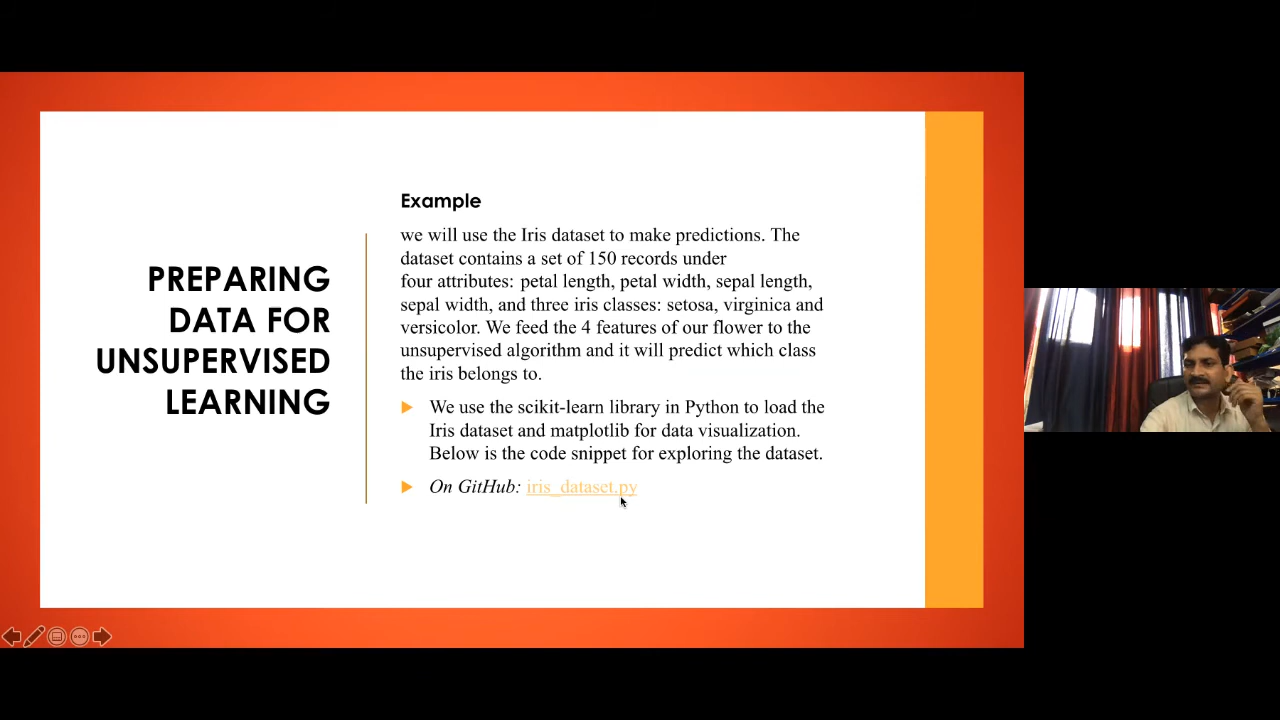 PREPARING
DATA FOR
UNSUPERVISED
LEARNING
Example
we will use the Iris dataset to make predictions. The
dataset contains a set of 150 records under
four attributes: petal length, petal width, sepal length,
sepal width, and three iris classes: setosa, virginica and
versicolor. We feed the 4 features of our flower to the
unsupervised algorithm and it will predict which class
the iris belongs to.
We use the scikit-learn library in Python to load the
Iris dataset and matplotlib for data visualization.
Below is the code snippet for exploring the dataset.
On GitHub: iris_dataset.py